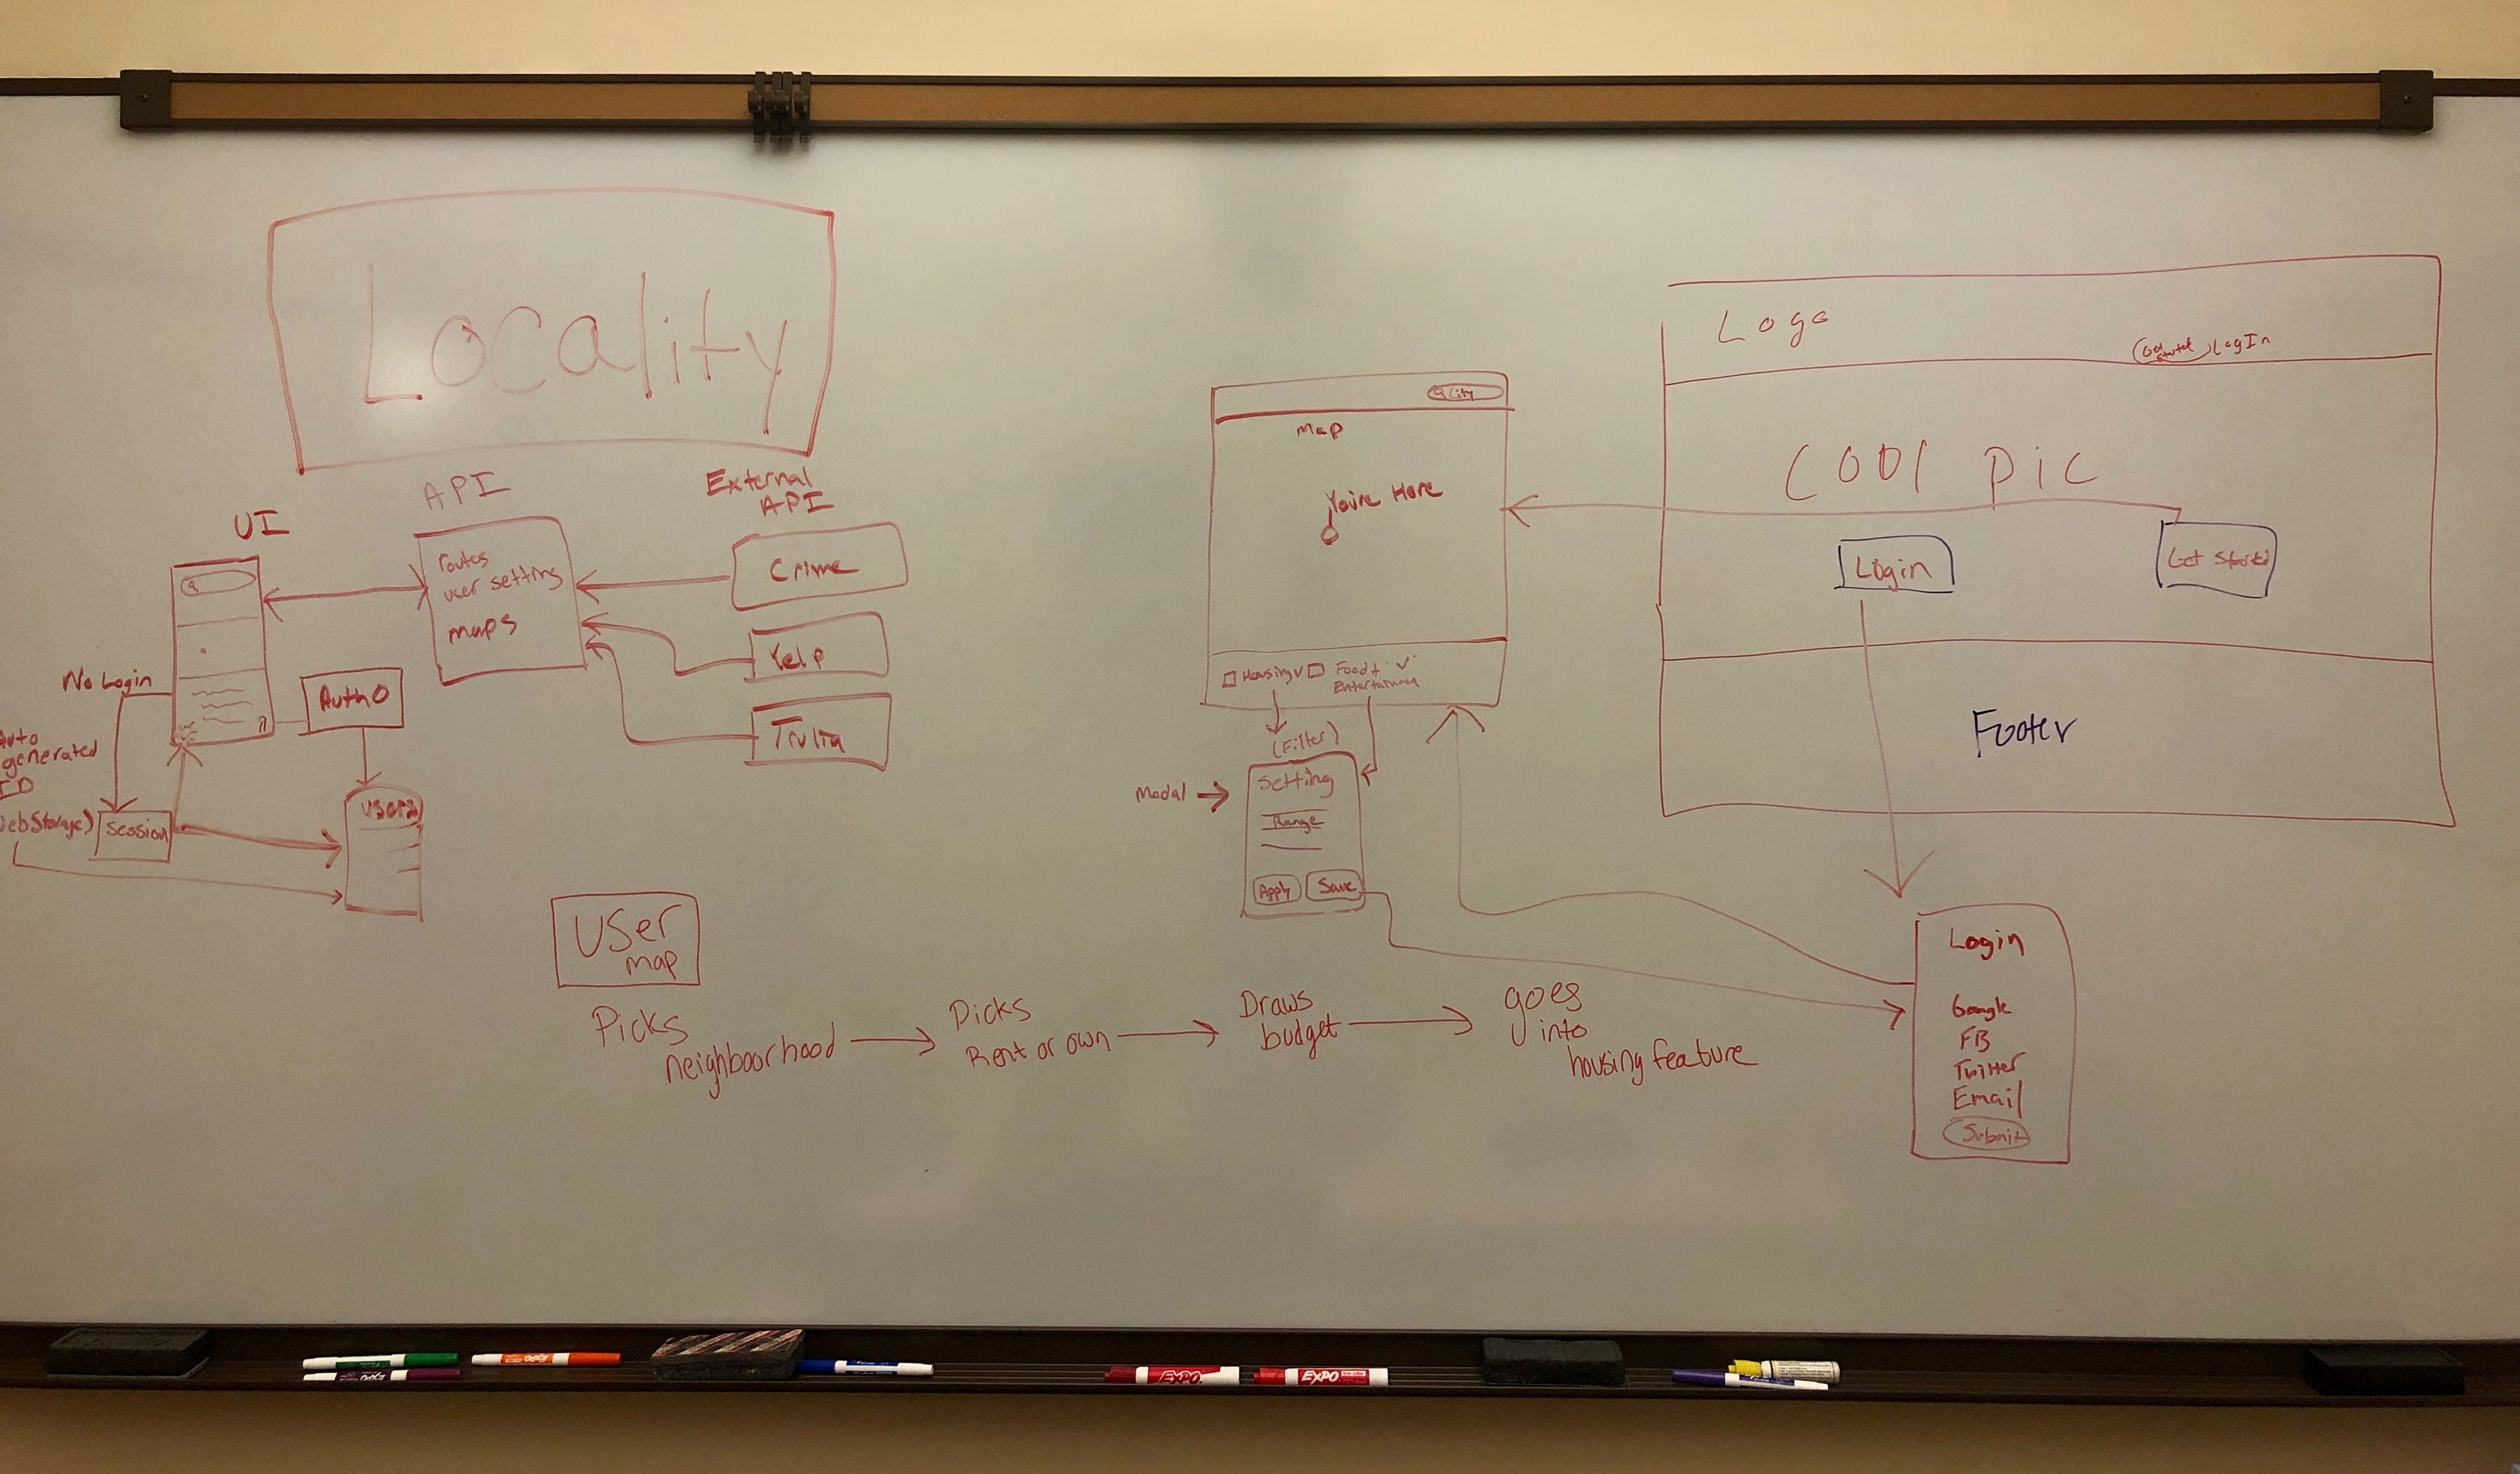 Locality
UI
API
External
API
routes
user setting
maps
Crime
Yelp
Trulia
No Login
Auth0
Auto
generated
ID
WebStorage)
Session
users
User
map
Picks
neighboorhood
Picks
Rent or own
Draws
budget
goes
into
housing feature
City
Map
You're Here
Housing
Food +
Entertainment
(Filter)
Modal
Setting
Range
Apply
Save
Logo
Get
Started
LogIn
Cool pic
Login
Get Started
Footer
Login
Google
FB
Twitter
Email
Submit
EXPO
EXPO
EXPO
EXPO